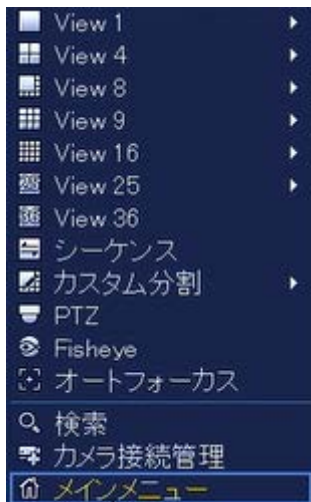 View 1
View 4
View 8
View 9
View 16
View 25
View 36
シーケンス
カスタム分割
PTZ
Fisheye
オートフォーカス
検索
カメラ接続管理
メインメニュー